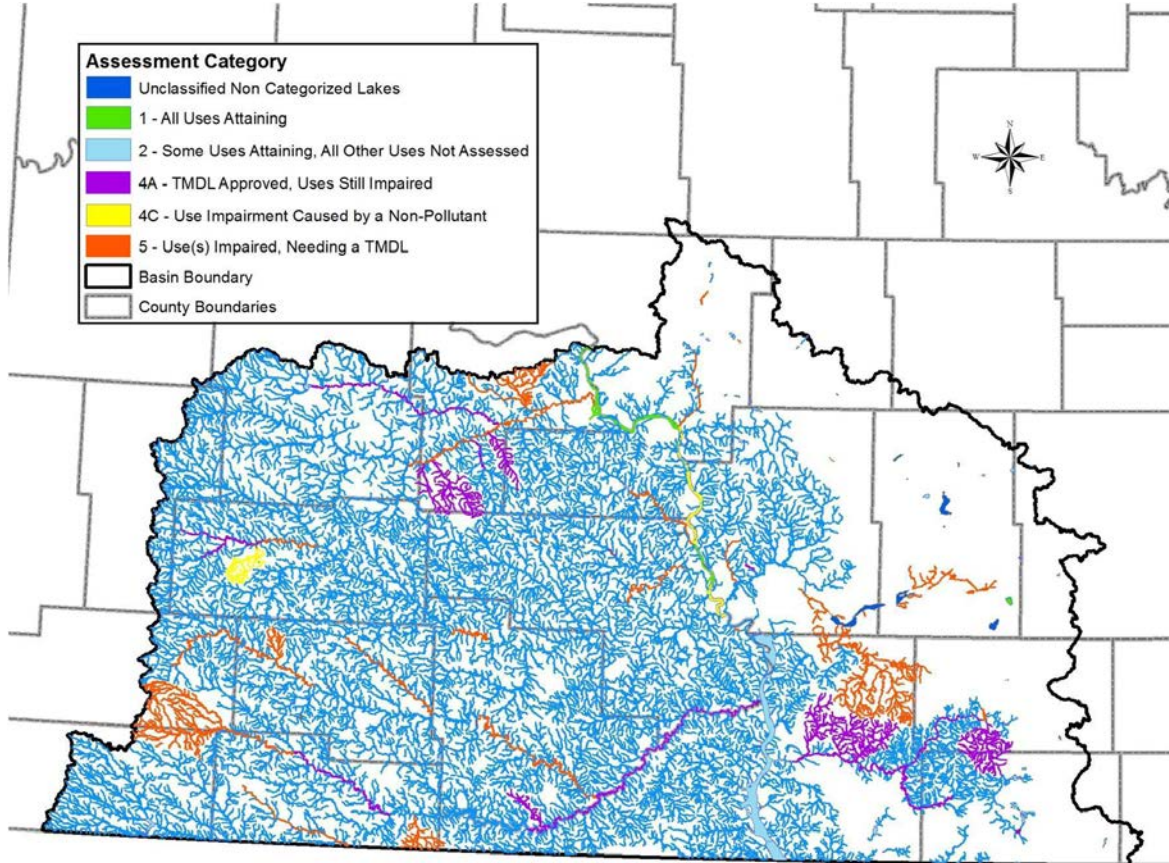 Assessment Category
Unclassified Non Categorized Lakes
1 - All Uses Attaining
2 - Some Uses Attaining, All Other Uses Not Assessed
4A - TMDL Approved, Uses Still Impaired
4C - Use Impairment Caused by a Non-Pollutant
5 - Use(s) Impaired, Needing a TMDL
Basin Boundary
County Boundaries
N
W E
S